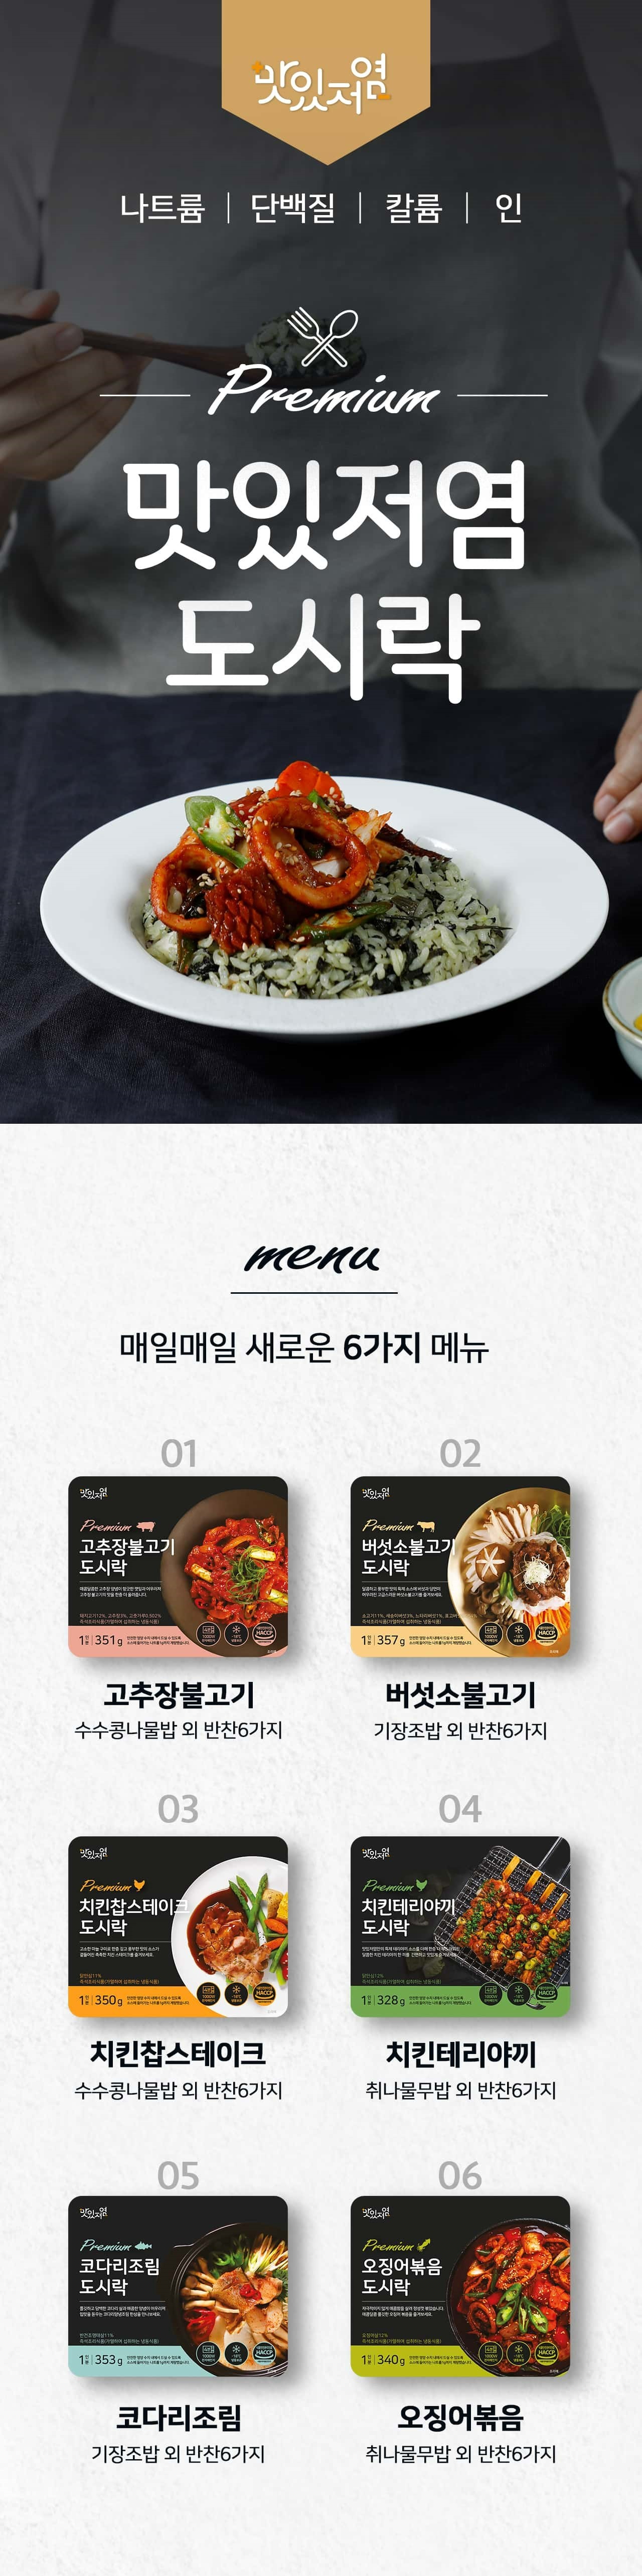 맛있저염
나트륨 | 단백질 | 칼륨 | 인
Premium
맛있저염
도시락
menu
매일매일 새로운 6가지 메뉴
01
맛있저염
Premium
고추장불고기
도시락
1인분 351g
HACCP
고추장불고기
수수콩나물밥 외 반찬6가지
02
맛있저염
Premium
버섯소불고기
도시락
1인분 357g
HACCP
버섯소불고기
기장조밥 외 반찬6가지
03
맛있저염
Premium
치킨찹스테이크
도시락
1인분 350g
HACCP
치킨찹스테이크
수수콩나물밥 외 반찬6가지
04
맛있저염
Premium
치킨테리야끼
도시락
1인분 328g
HACCP
치킨테리야끼
취나물무밥 외 반찬6가지
05
맛있저염
Premium
코다리조림
도시락
1인분 353g
HACCP
코다리조림
기장조밥 외 반찬6가지
06
맛있저염
Premium
오징어볶음
도시락
1인분 340g
HACCP
오징어볶음
취나물무밥 외 반찬6가지